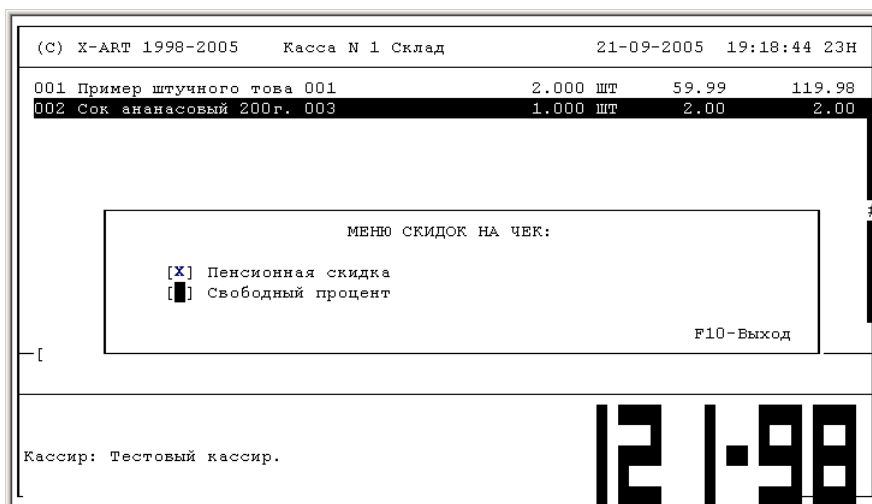 (C) X-ART 1998-2005 Касса N 1 Склад 21-09-2005 19:18:44 23Н
001 Пример штучного това 001 2.000 ШТ 59.99 119.98
002 Сок ананасовый 200г. 003 1.000 ШТ 2.00 2.00
МЕНЮ СКИДОК НА ЧЕК:
[X] Пенсионная скидка
[ ] Свободный процент
F10-Выход
[
Кассир: Тестовый кассир.
121-98